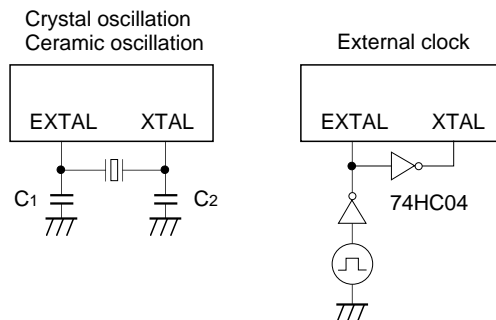 Crystal oscillation
Ceramic oscillation
EXTAL XTAL
C1 C2
External clock
EXTAL XTAL
74HC04